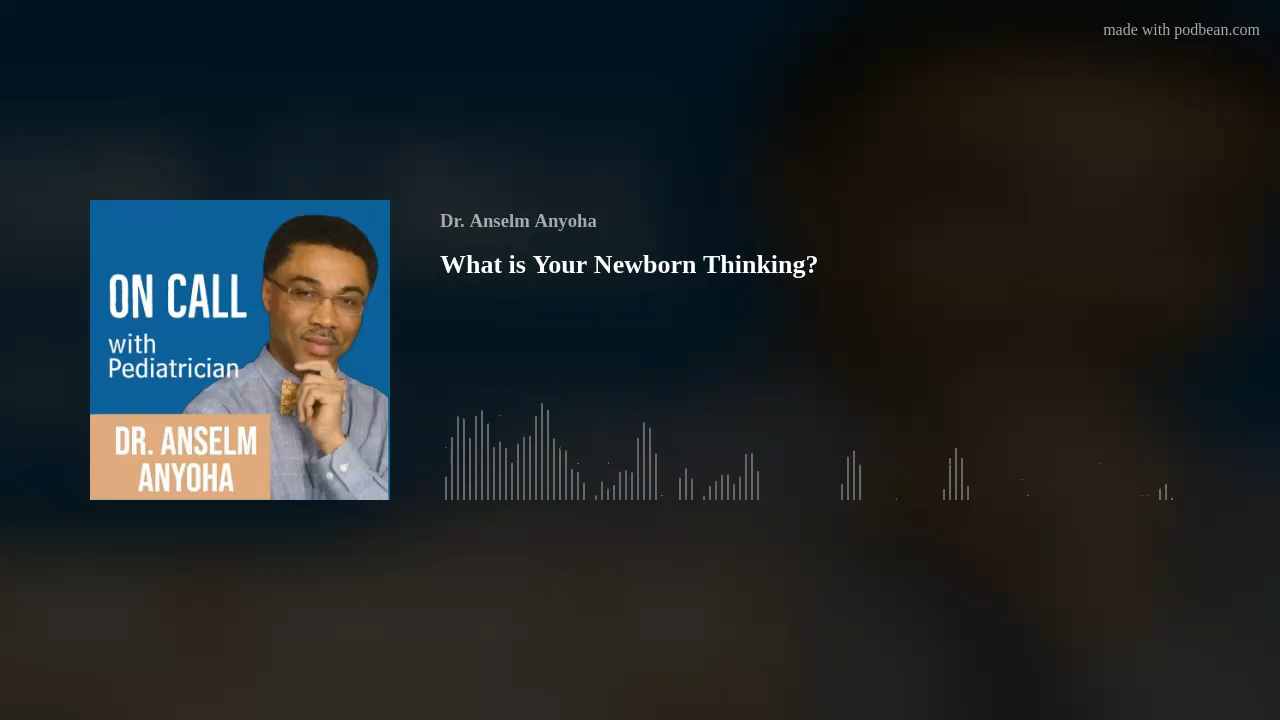 made with podbean.com
ON CALL
with
Pediatrician
DR. ANSELM
ANYOHA
Dr. Anselm Anyoha
What is Your Newborn Thinking?